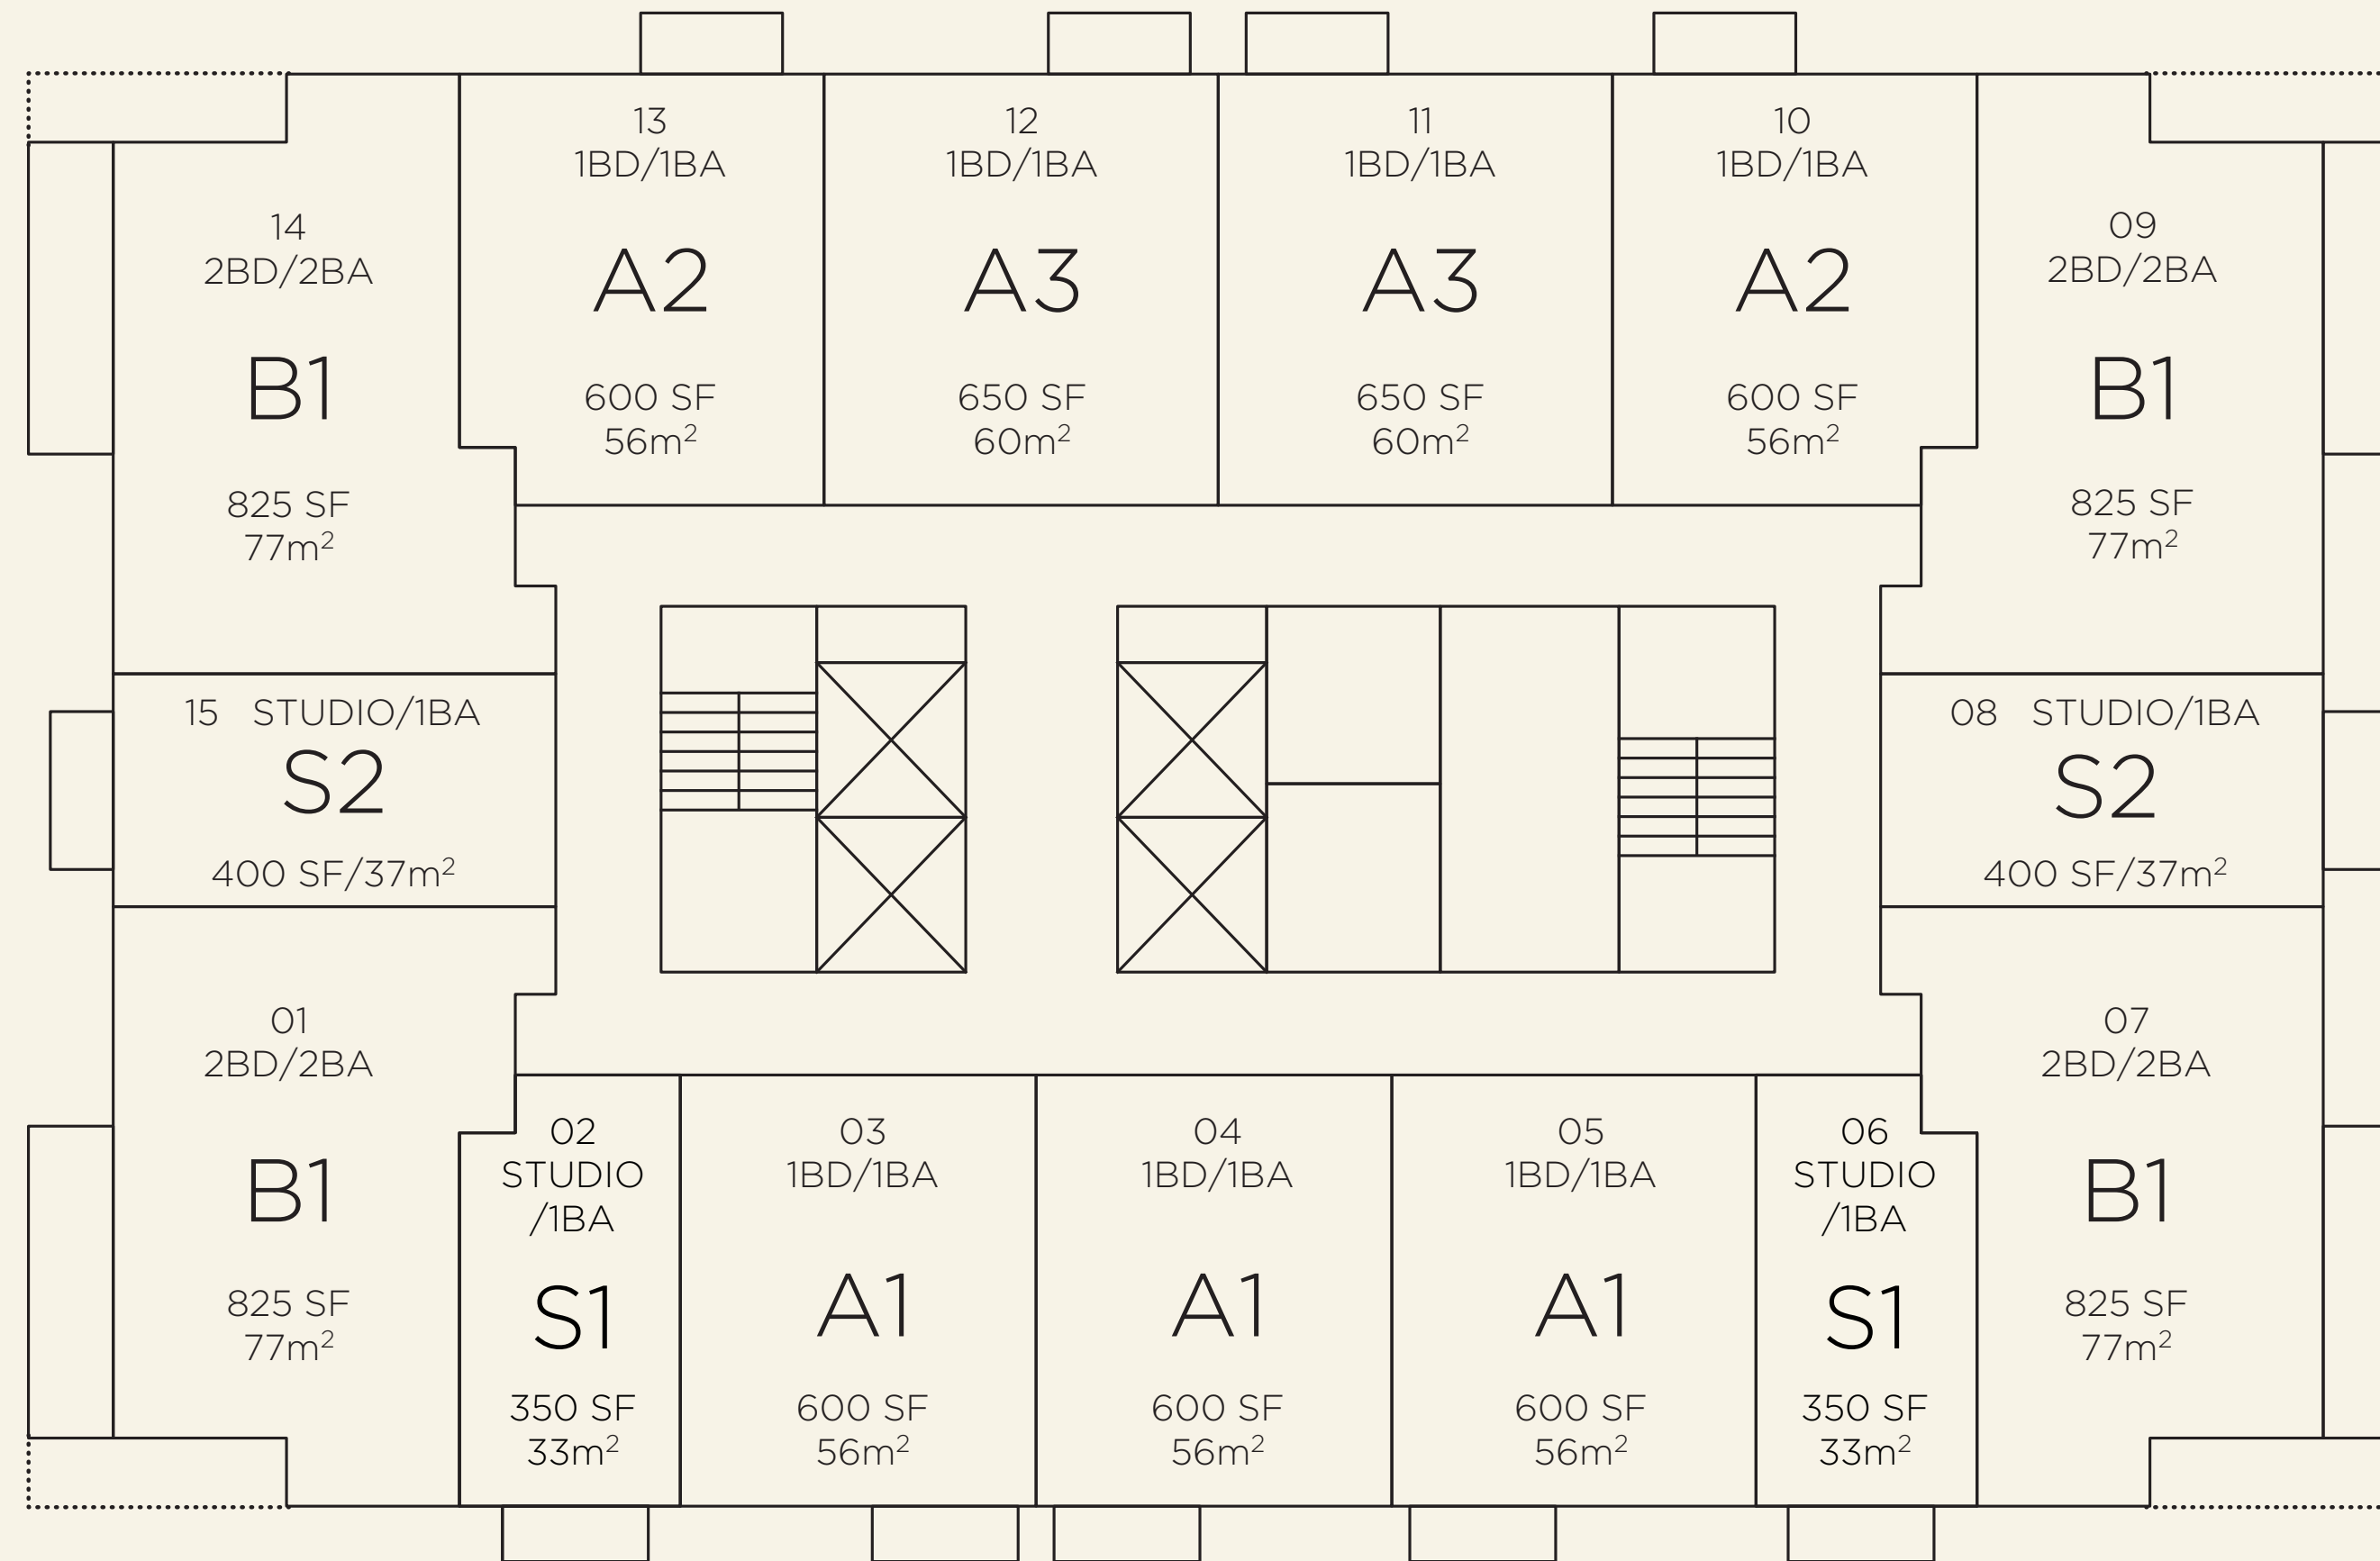 13
1BD/1BA
A2
600 SF
56m²
12
1BD/1BA
A3
650 SF
60m²
11
1BD/1BA
A3
650 SF
60m²
10
1BD/1BA
A2
600 SF
56m²
14
2BD/2BA
B1
825 SF
77m²
09
2BD/2BA
B1
825 SF
77m²
15 STUDIO/1BA
S2
400 SF/37m²
08 STUDIO/1BA
S2
400 SF/37m²
01
2BD/2BA
B1
825 SF
77m²
02
STUDIO
/1BA
S1
350 SF
33m²
03
1BD/1BA
A1
600 SF
56m²
04
1BD/1BA
A1
600 SF
56m²
05
1BD/1BA
A1
600 SF
56m²
06
STUDIO
/1BA
S1
350 SF
33m²
07
2BD/2BA
B1
825 SF
77m²